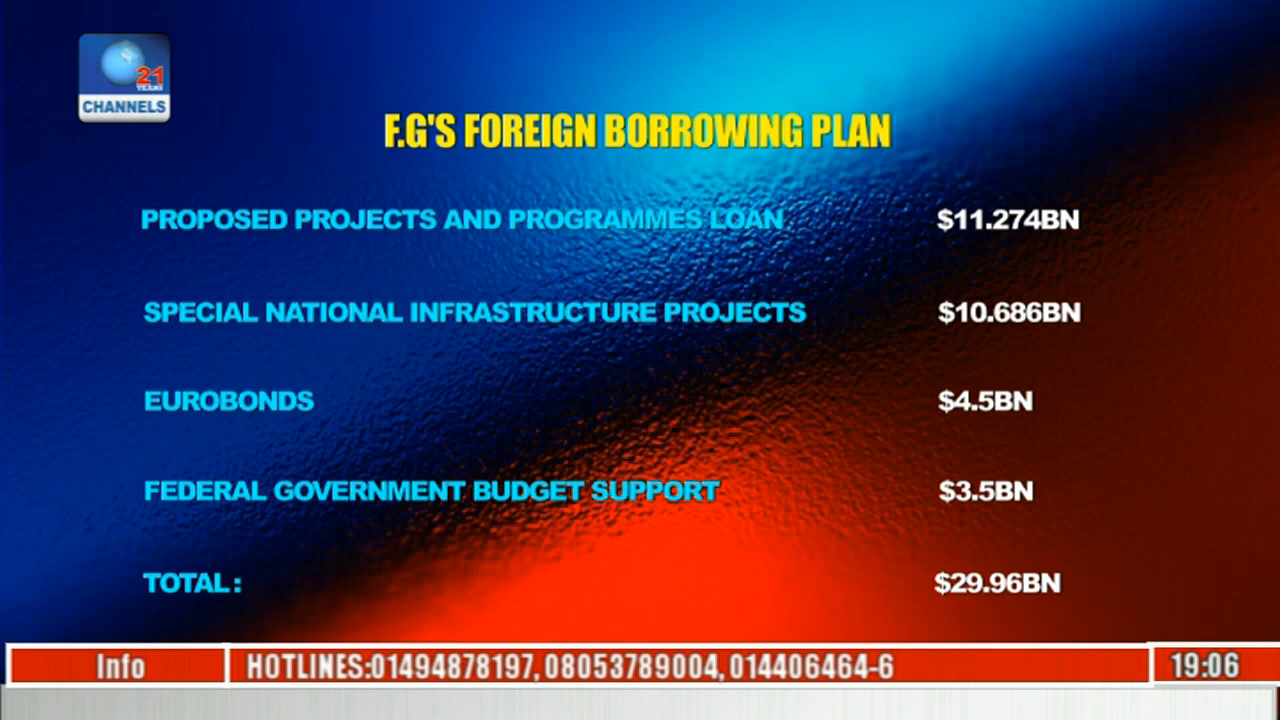 21
YEARS
CHANNELS
F.G'S FOREIGN BORROWING PLAN
PROPOSED PROJECTS AND PROGRAMMES LOAN $11.274BN
SPECIAL NATIONAL INFRASTRUCTURE PROJECTS $10.686BN
EUROBONDS $4.5BN
FEDERAL GOVERNMENT BUDGET SUPPORT $3.5BN
TOTAL: $29.96BN
Info HOTLINES:01494878197, 08053789004, 014406464-6 19:06